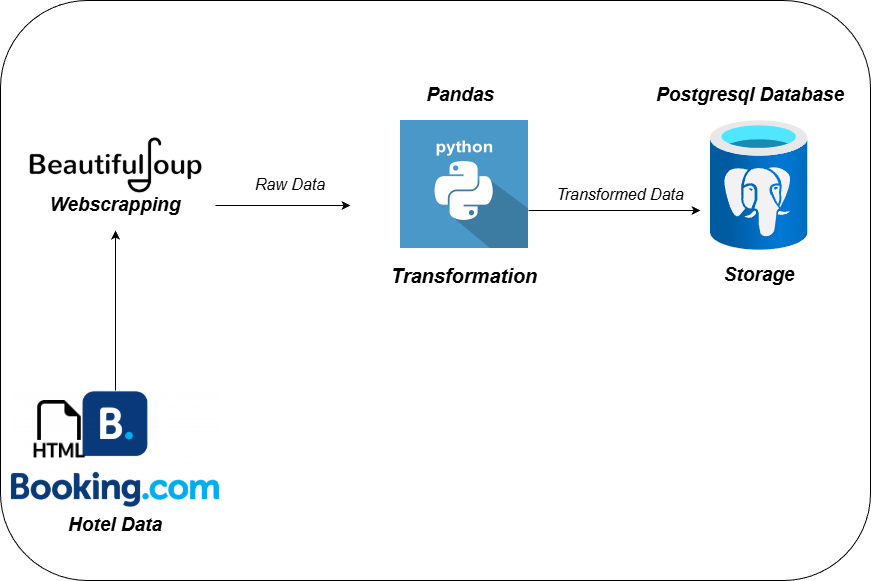 Pandas
Postgresql Database
python
BeautifulSoup
Webscrapping
Raw Data
Transformed Data
Transformation
Storage
B.
HTML
Booking.com
Hotel Data